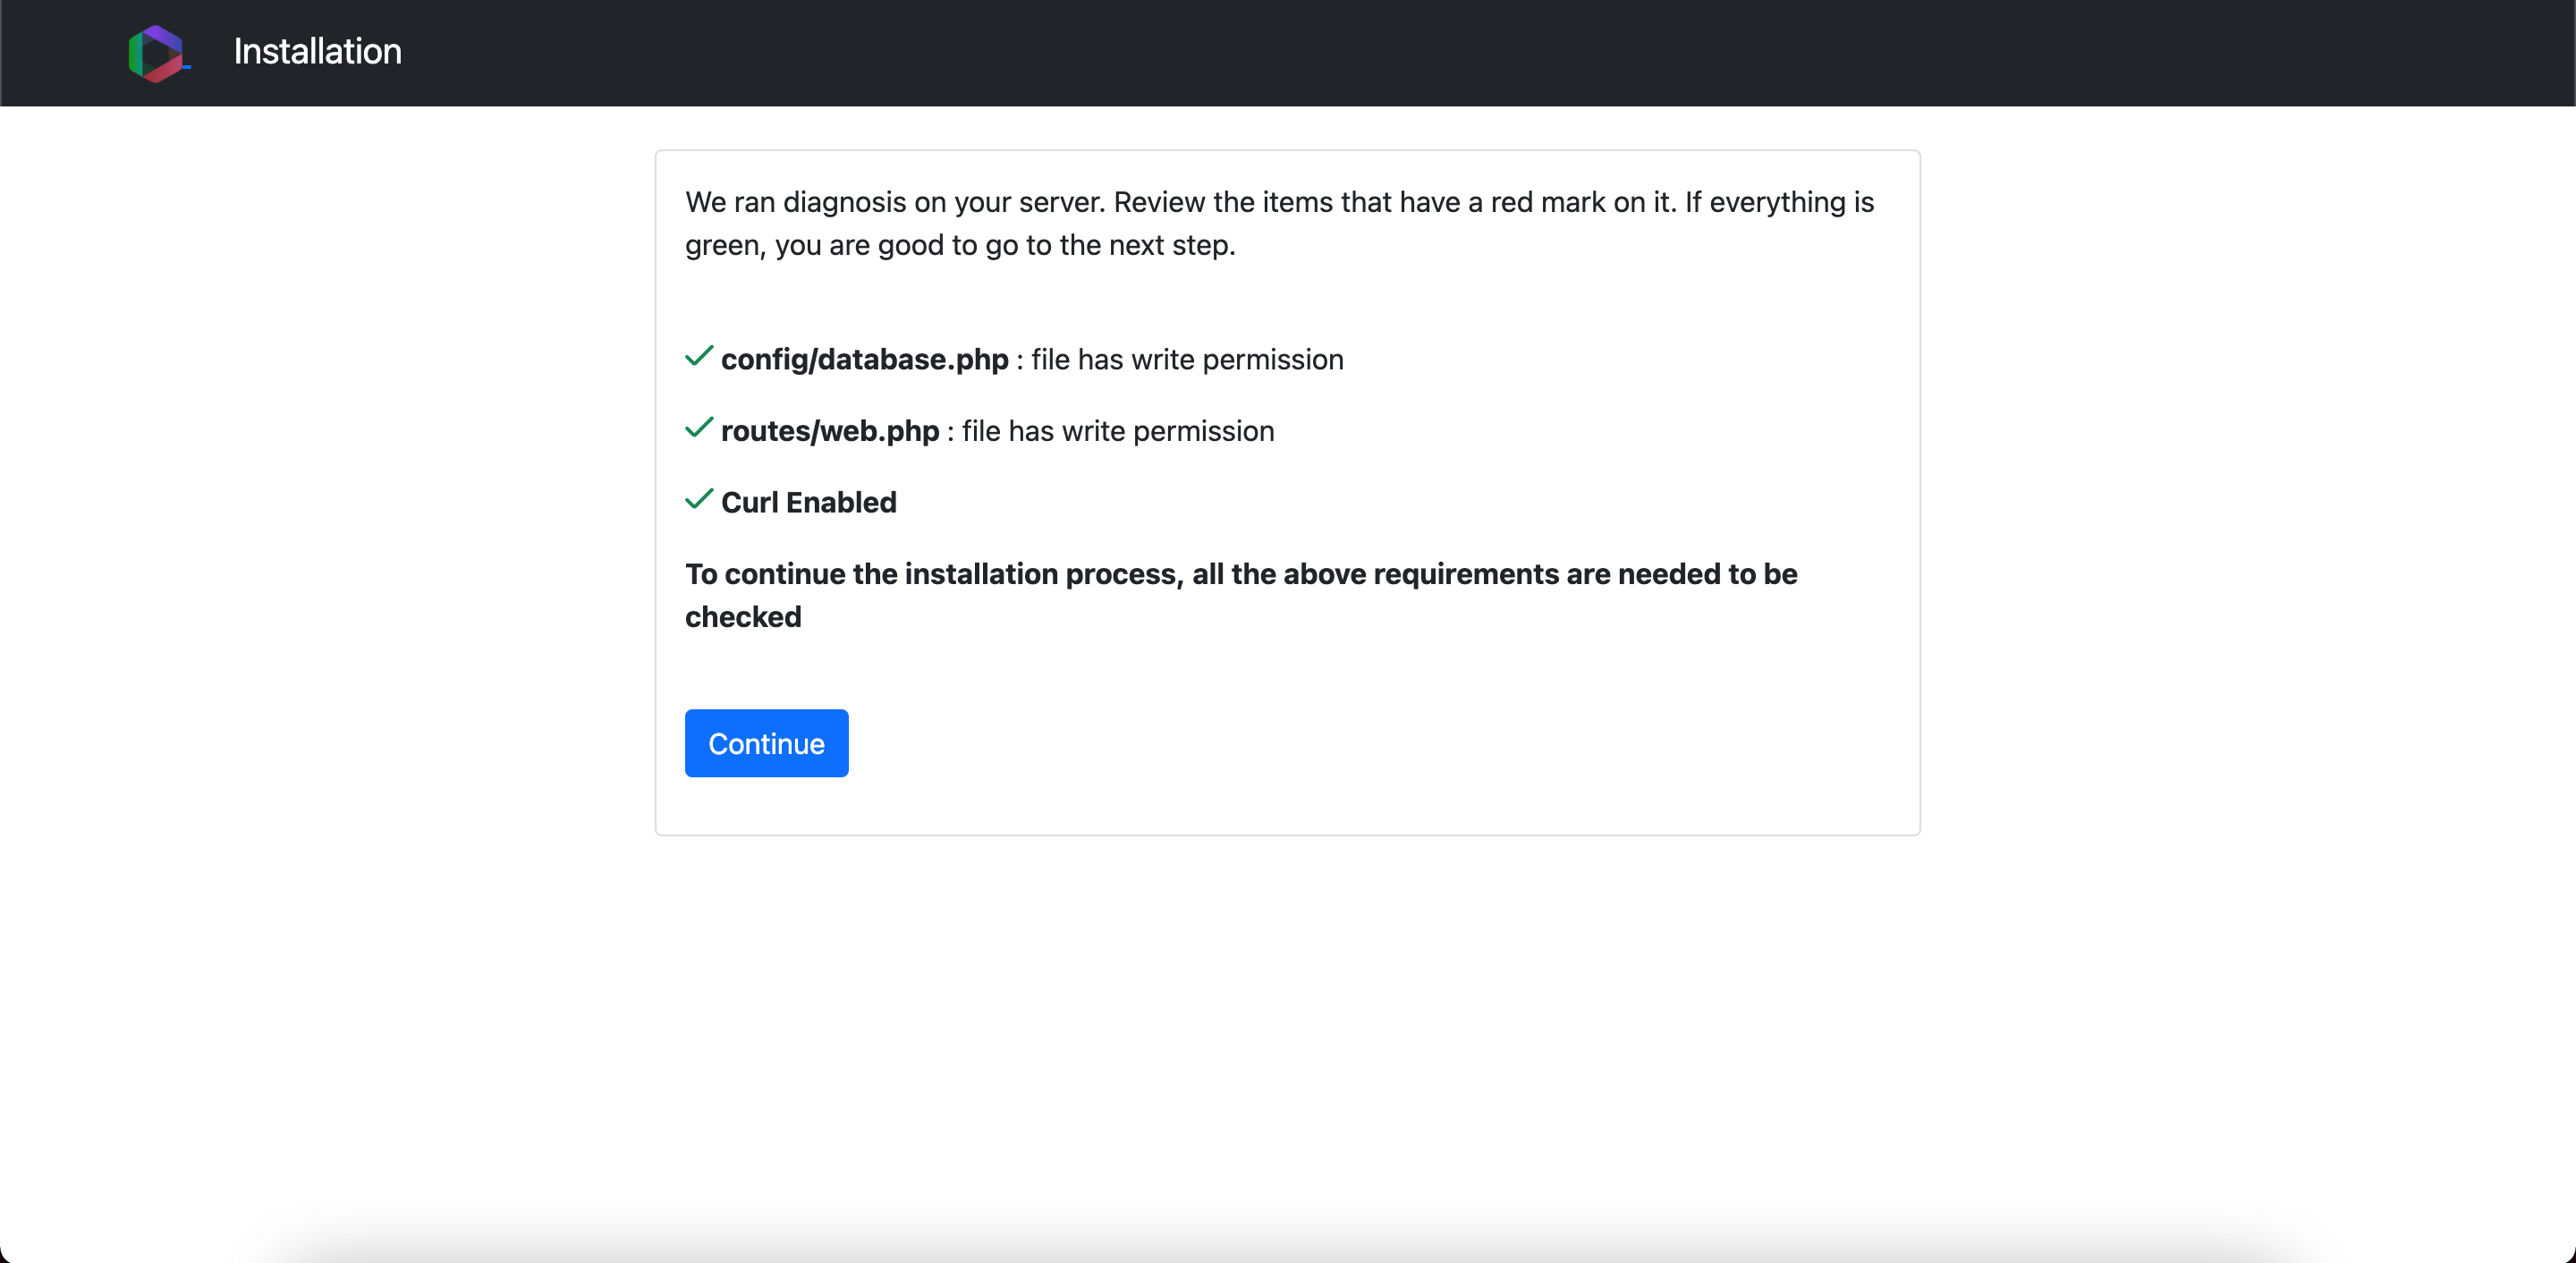 Installation
We ran diagnosis on your server. Review the items that have a red mark on it. If everything is
green, you are good to go to the next step.
config/database.php : file has write permission
routes/web.php : file has write permission
Curl Enabled
To continue the installation process, all the above requirements are needed to be
checked
Continue